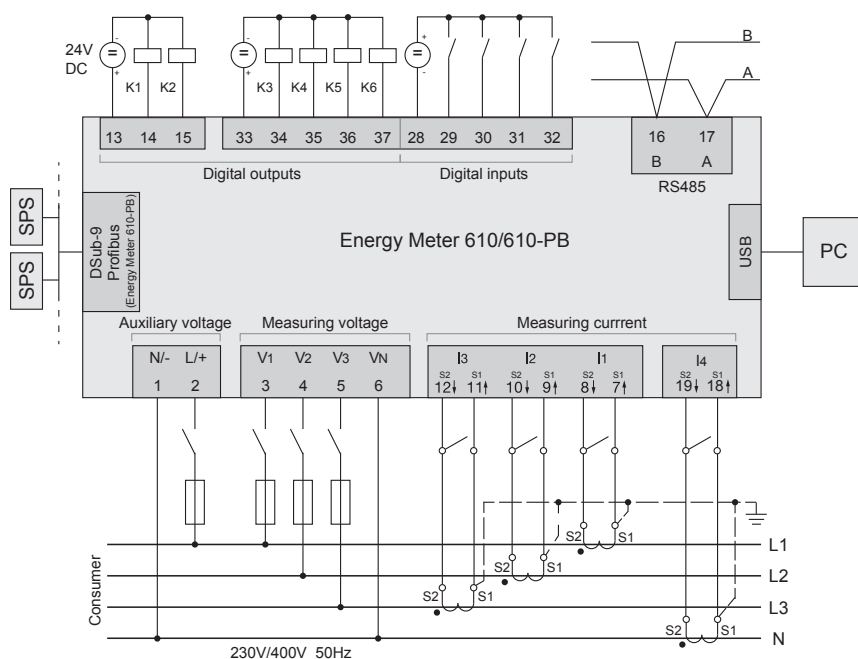 24V DC
K1 K2
K3 K4 K5 K6
B
A
13 14 15
33 34 35 36 37 28 29 30 31 32
16 17
B A
Digital outputs
Digital inputs
RS485
SPS
SPS
DSub-9
Profibus
(Energy Meter 610-PB)
Energy Meter 610/610-PB
USB
PC
Auxiliary voltage
Measuring voltage
Measuring currrent
N/- L/+
V1 V2 V3 VN
I3 I2 I1
I4
S2 S1 S2 S1 S2 S1
S2 S1
1 2
3 4 5 6
12 11 10 9 8 7
19 18
Consumer
S2 S1
L1
S2 S1
L2
S2 S1
L3
S2 S1
N
230V/400V 50Hz